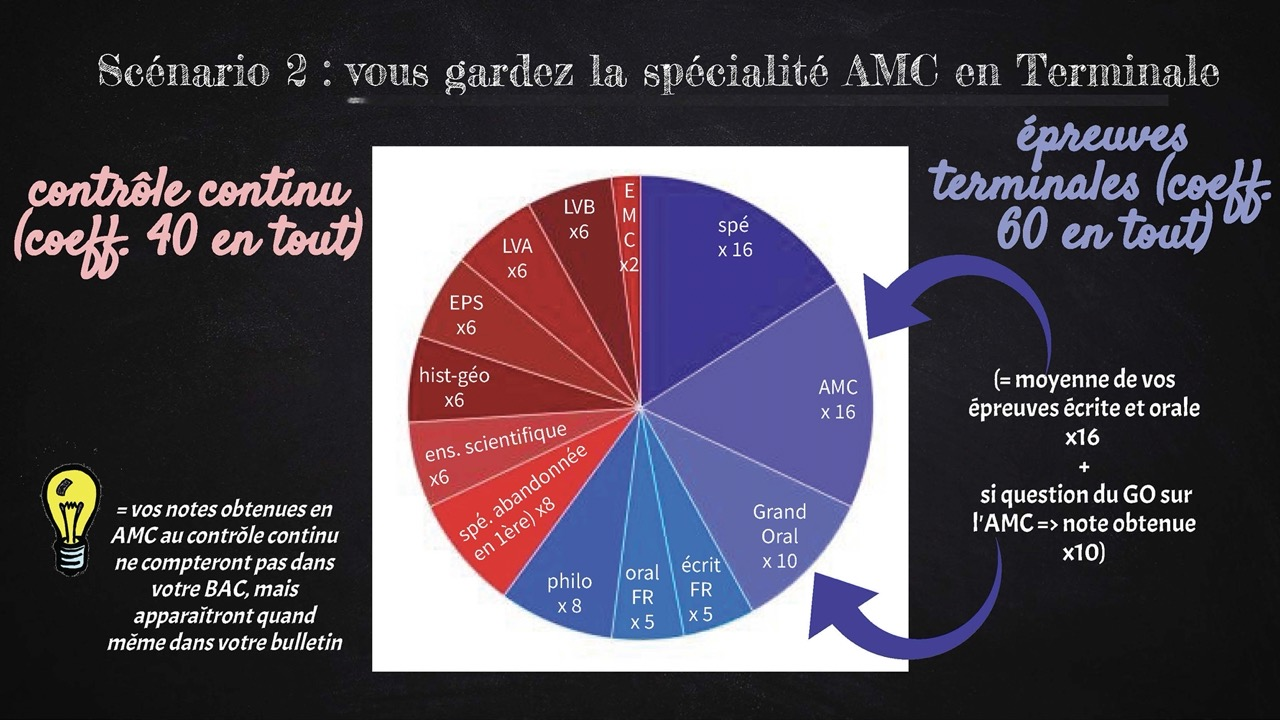 Scénario 2 : vous gardez la spécialité AMC en Terminale
contrôle continu
(coeff. 40 en tout)
épreuves
terminales (coeff.
60 en tout)
E
M
C
x2
LVB
x6
LVA
x6
EPS
x6
hist-géo
x6
ens. scientifique
x6
spé. abandonnée
en 1ère) x8
philo
x 8
oral
FR
x 5
écrit
FR
x 5
Grand
Oral
x 10
AMC
x 16
spé
x 16
(= moyenne de vos
épreuves écrite et orale
x16
+
si question du GO sur
l'AMC => note obtenue
x10)
= vos notes obtenues en
AMC au contrôle continu
ne compteront pas dans
votre BAC, mais
apparaîtront quand
même dans votre bulletin